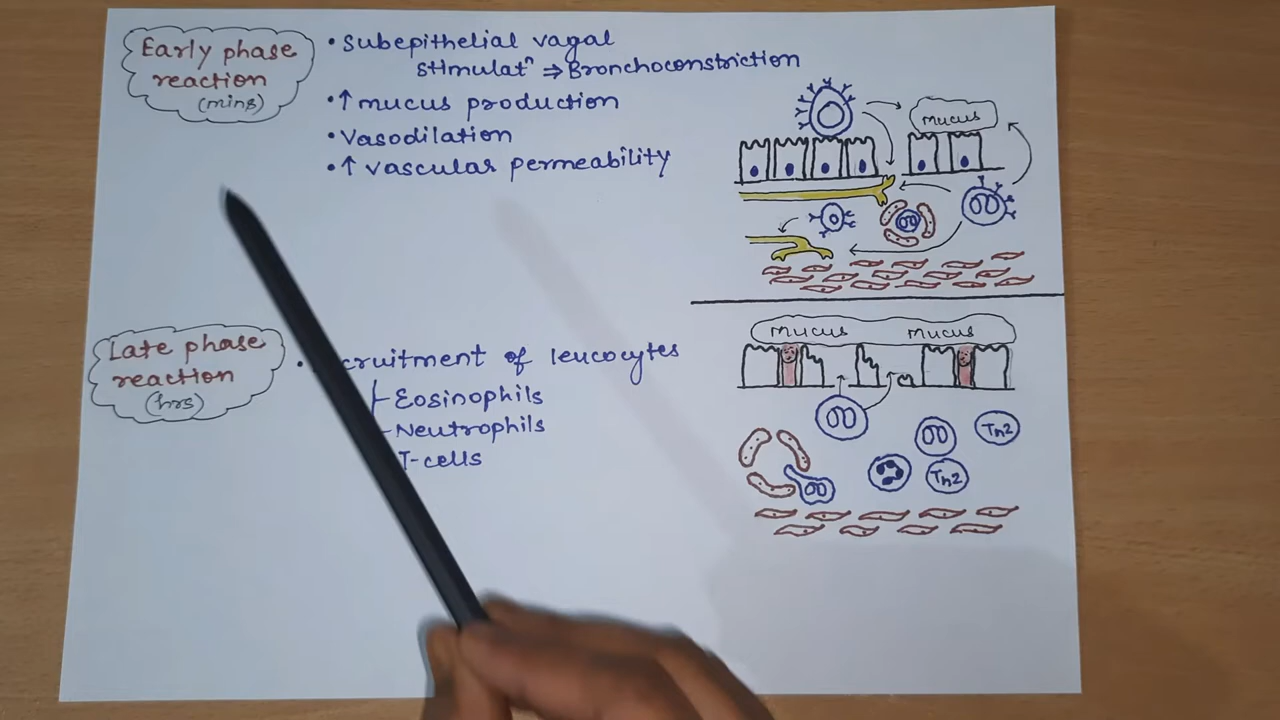 Early phase
reaction
(mins)
• Subepithelial vagal
stimulatⁿ ⇒ Bronchoconstriction
• ↑ mucus production
• Vasodilation
• ↑ vascular permeability
mucus
Late phase
reaction
(hrs)
• cruitment of leucocytes
Eosinophils
Neutrophils
T-cells
mucus mucus
TH2
TH2